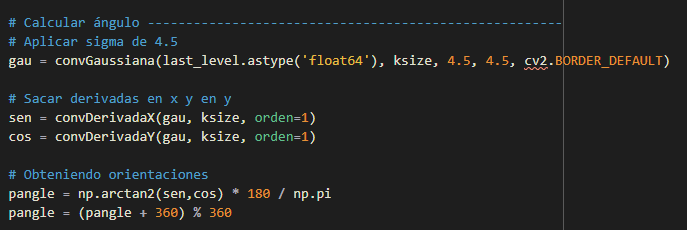 # Calcular ángulo -----------------------------------------------------
# Aplicar sigma de 4.5
gau = convGaussiana(last_level.astype('float64'), ksize, 4.5, 4.5, cv2.BORDER_DEFAULT)
# Sacar derivadas en x y en y
sen = convDerivadaX(gau, ksize, orden=1)
cos = convDerivadaY(gau, ksize, orden=1)
# Obteniendo orientaciones
pangle = np.arctan2(sen,cos) * 180 / np.pi
pangle = (pangle + 360) % 360